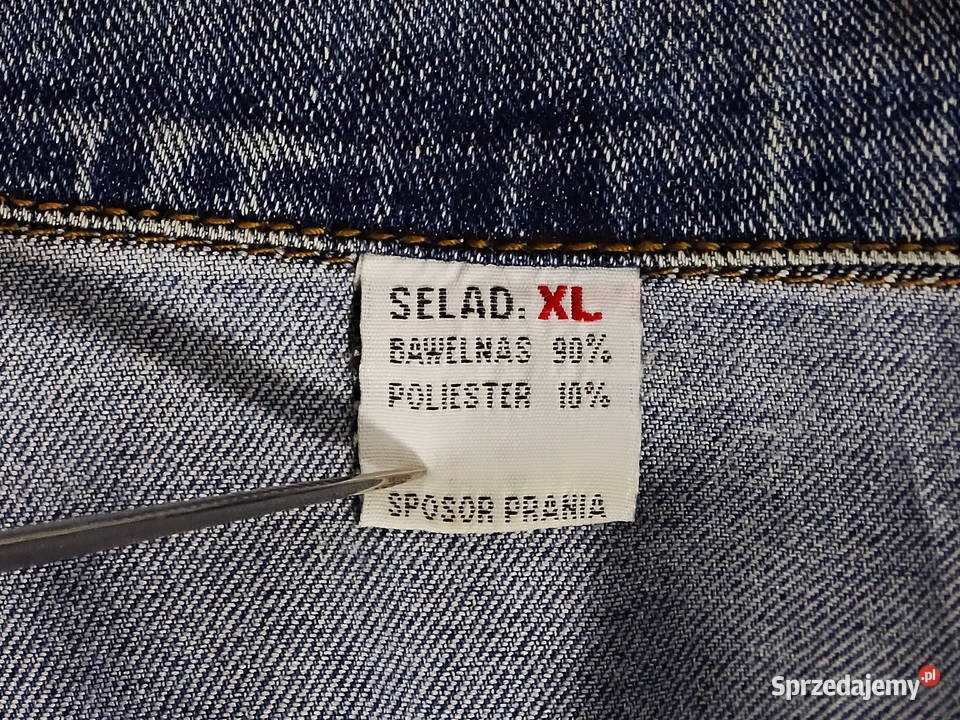 SELAD: XL
BAWELNAS 90%
POLIESTER 10%
SPOSOR PRANIA
Sprzedajemy.pl